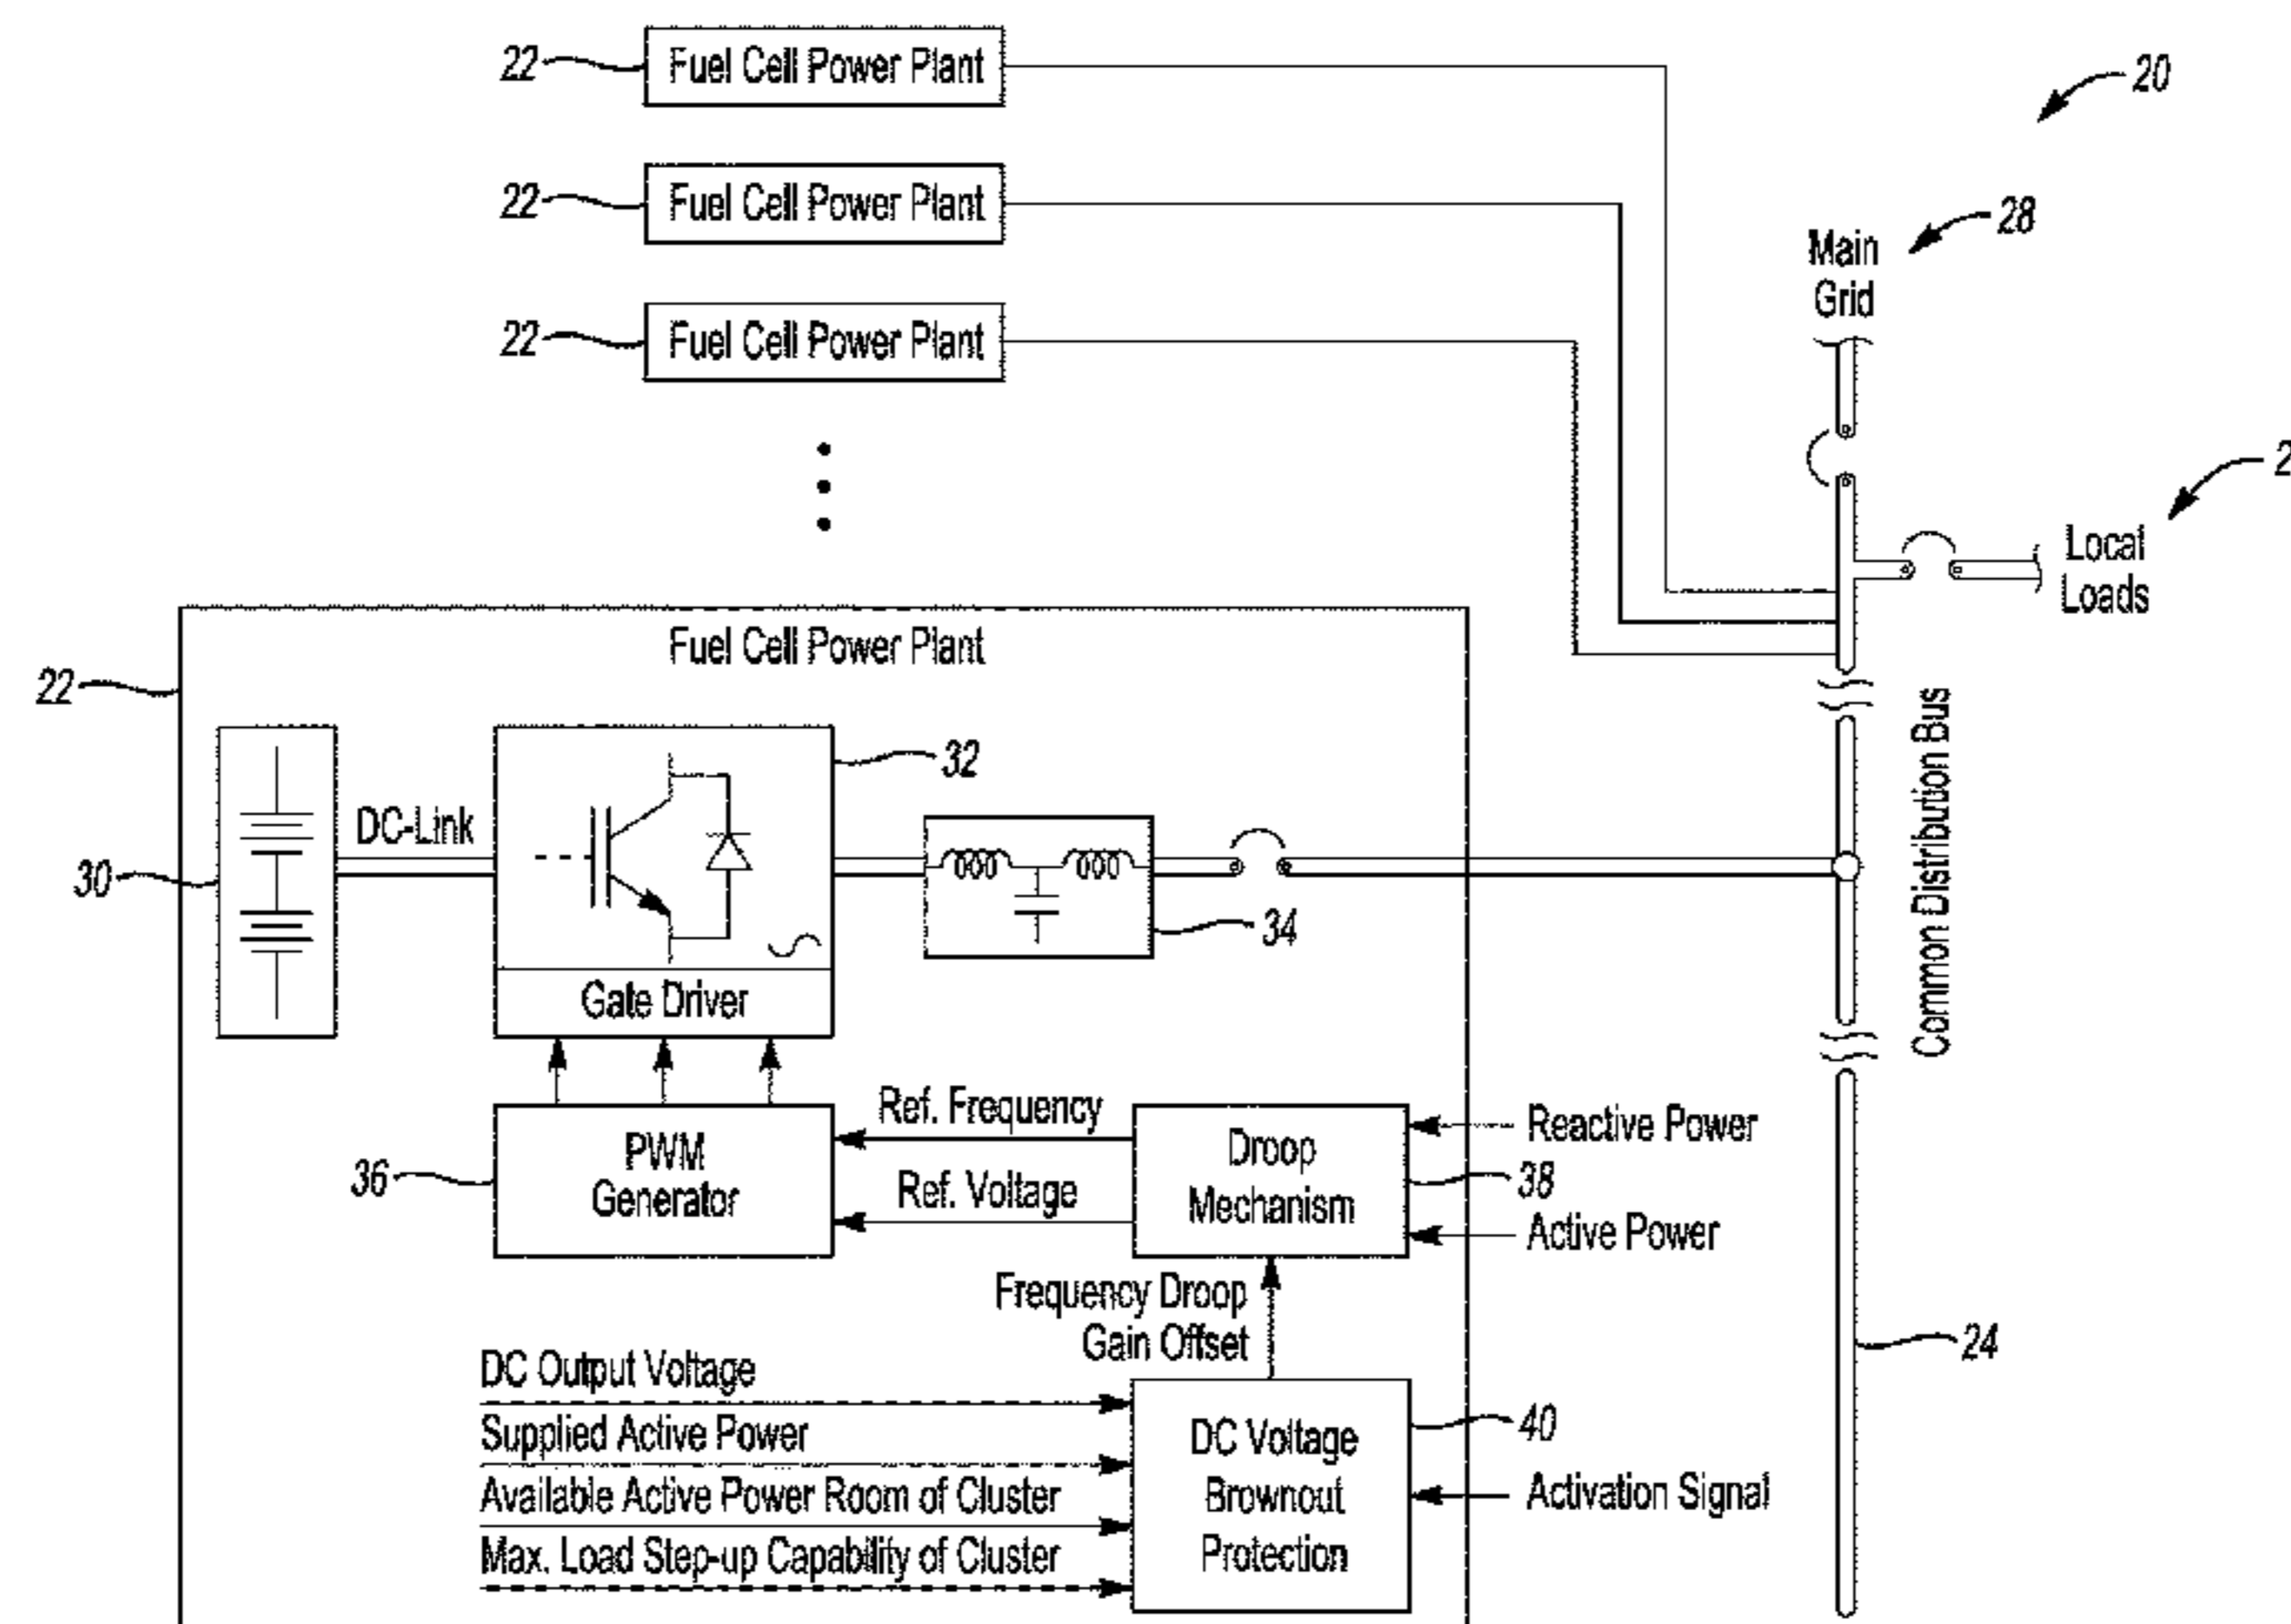 22
Fuel Cell Power Plant
20
22
Fuel Cell Power Plant
28
Main
Grid
22
Fuel Cell Power Plant
Local
Loads
Fuel Cell Power Plant
22
32
DC-Link
30
34
Gate Driver
Common Distribution Bus
36
PWM
Generator
Ref. Frequency
Ref. Voltage
Droop
Mechanism
Reactive Power
38
Active Power
Frequency Droop
Gain Offset
24
DC Output Voltage
Supplied Active Power
Available Active Power Room of Cluster
Max. Load Step-up Capability of Cluster
DC Voltage
Brownout
Protection
40
Activation Signal